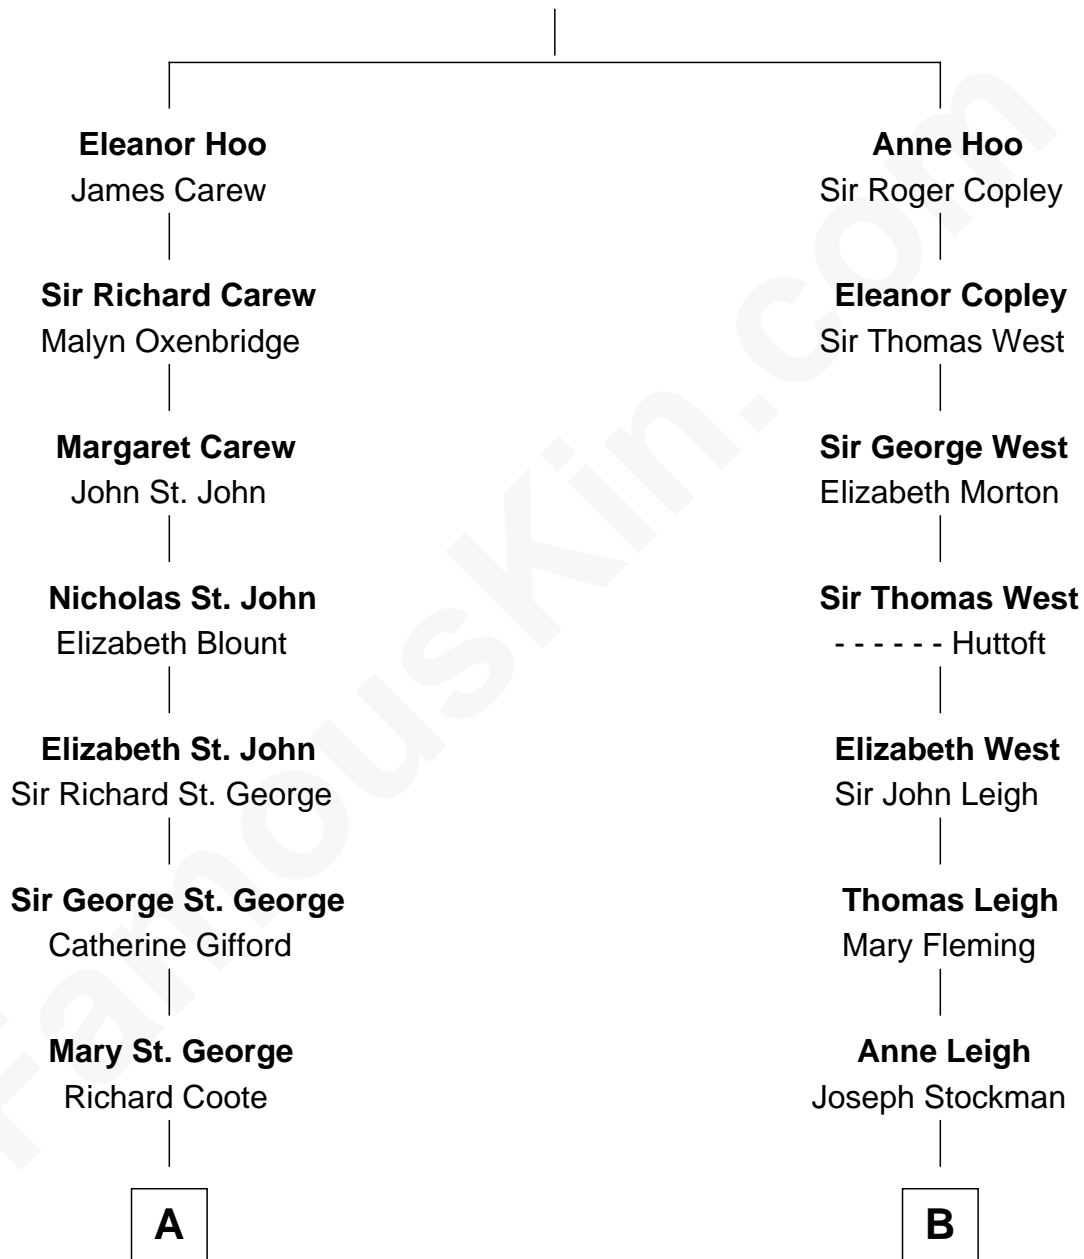 Eleanor Hoo
James Carew
Sir Richard Carew
Malyn Oxenbridge
Margaret Carew
John St. John
Nicholas St. John
Elizabeth Blount
Elizabeth St. John
Sir Richard St. George
Sir George St. George
Catherine Gifford
Mary St. George
Richard Coote
A
Anne Hoo
Sir Roger Copley
Eleanor Copley
Sir Thomas West
Sir George West
Elizabeth Morton
Sir Thomas West
- - - - - - Huttoft
Elizabeth West
Sir John Leigh
Thomas Leigh
Mary Fleming
Anne Leigh
Joseph Stockman
B
FamousKin.com